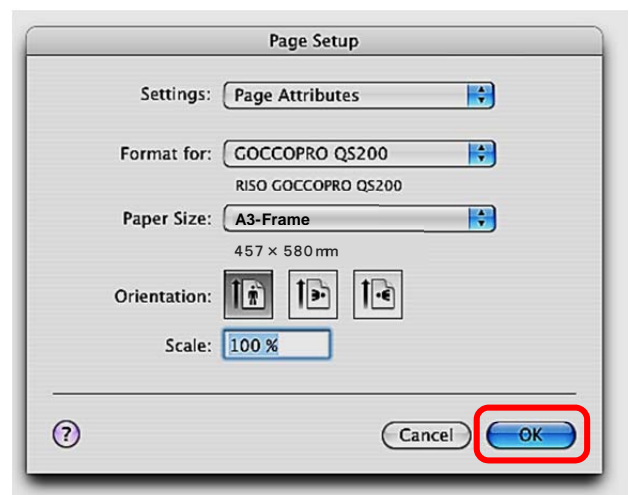 Page Setup
Settings: Page Attributes
Format for: GOCCOPRO QS200
RISO GOCCOPRO QS200
Paper Size: A3-Frame
457 × 580 mm
Orientation:
Scale: 100 %
? Cancel OK